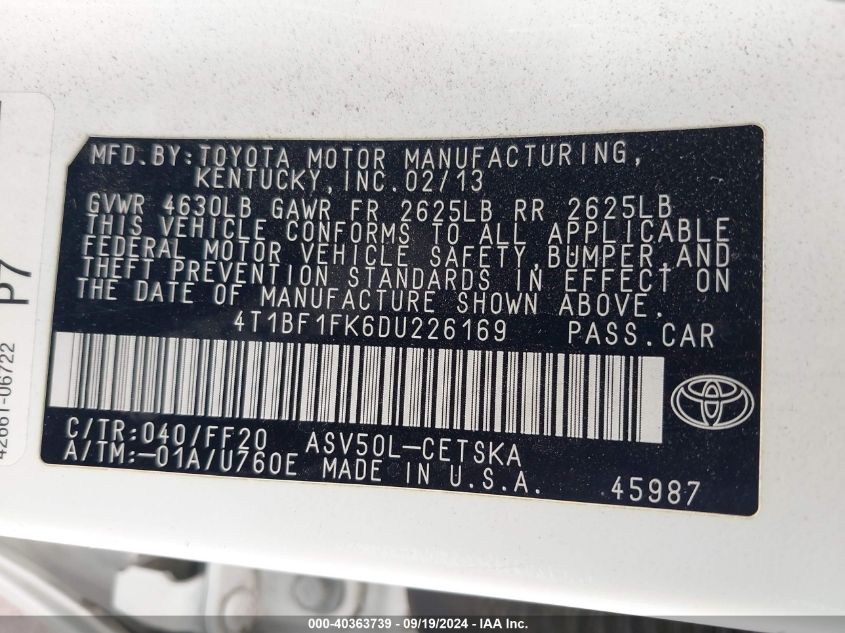 MFD.BY:TOYOTA MOTOR MANUFACTURING,
KENTUCKY,INC.02/13
GVWR 4630LB GAWR FR 2625LB RR 2625LB
THIS VEHICLE CONFORMS TO ALL APPLICABLE
FEDERAL MOTOR VEHICLE SAFETY,BUMPER,AND
THEFT PREVENTION STANDARDS IN EFFECT ON
THE DATE OF MANUFACTURE SHOWN ABOVE.
4T1BF1FK6DU226169 PASS.CAR
C/TR:040/FF20 ASV50L-CETSKA
A/TM:-01A/U760E MADE IN U.S.A. 45987
P7
42661-06722
000-40363739 - 09/19/2024 - IAA Inc.